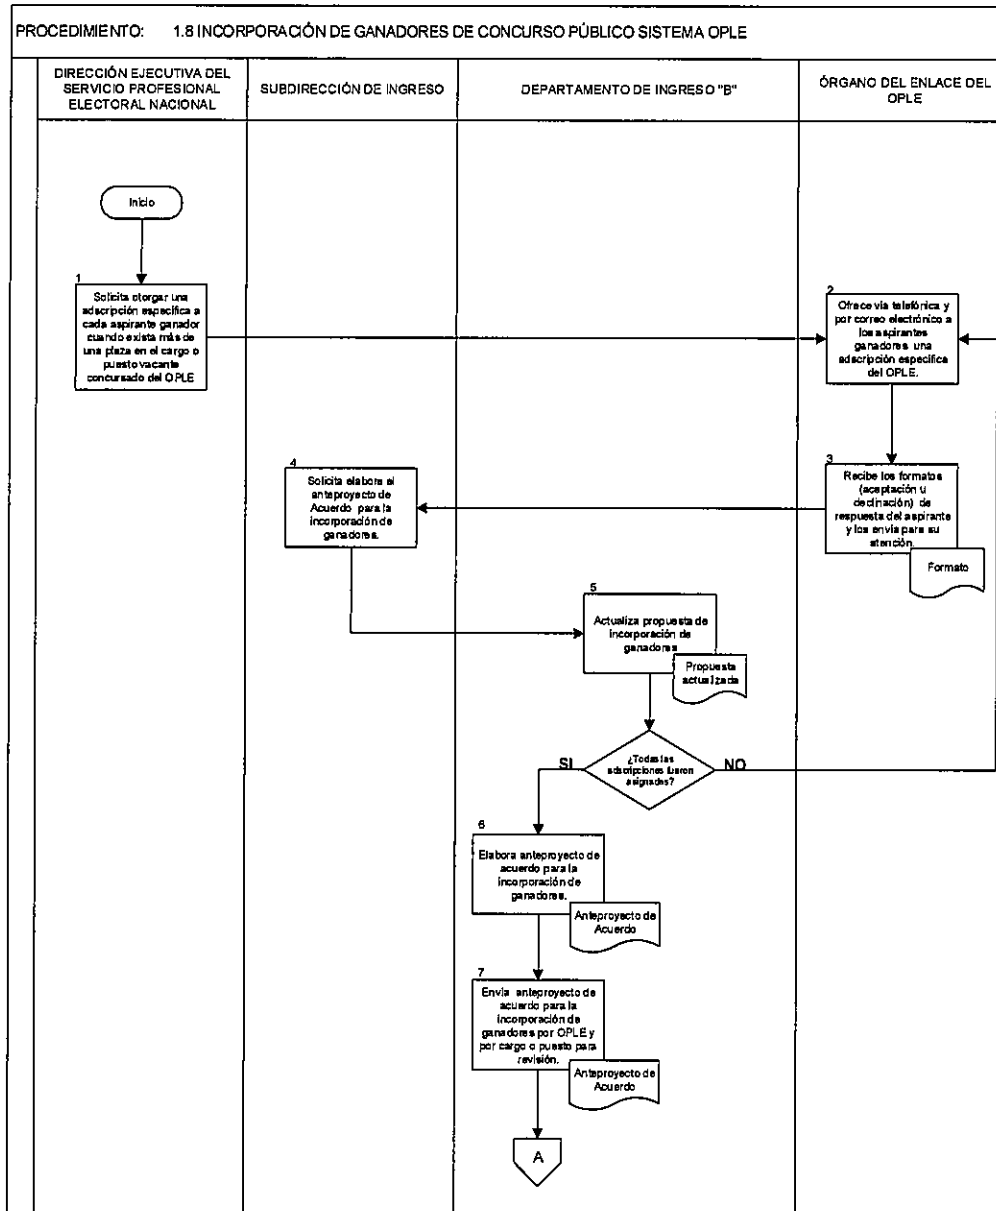 PROCEDIMIENTO: 1.8 INCORPORACIÓN DE GANADORES DE CONCURSO PÚBLICO SISTEMA OPLE
DIRECCIÓN EJECUTIVA DEL
SERVICIO PROFESIONAL
ELECTORAL NACIONAL
SUBDIRECCIÓN DE INGRESO
DEPARTAMENTO DE INGRESO "B"
ÓRGANO DEL ENLACE DEL
OPLE
Inicio
1
Solicita otorgar una
adscripción específica a
cada aspirante ganador
cuando exista más de
una plaza en el cargo o
puesto vacante
concursado del OPLE
2
Ofrece vía telefónica y
por correo electrónico a
los aspirantes
ganadores una
adscripción específica
del OPLE.
3
Recibe los formatos
(aceptación u
declinación) de
respuesta del aspirante
y los envía para su
atención.
Formato
4
Solicita elabore el
anteproyecto de
Acuerdo para la
incorporación de
ganadores.
5
Actualiza propuesta de
incorporación de
ganadores
Propuesta
actualizada
¿Todas las
adscripciones fueron
asignadas?
SI
NO
6
Elabora anteproyecto de
acuerdo para la
incorporación de
ganadores.
Anteproyecto de
Acuerdo
7
Envía anteproyecto de
acuerdo para la
incorporación de
ganadores por OPLE y
por cargo o puesto para
revisión.
Anteproyecto de
Acuerdo
A